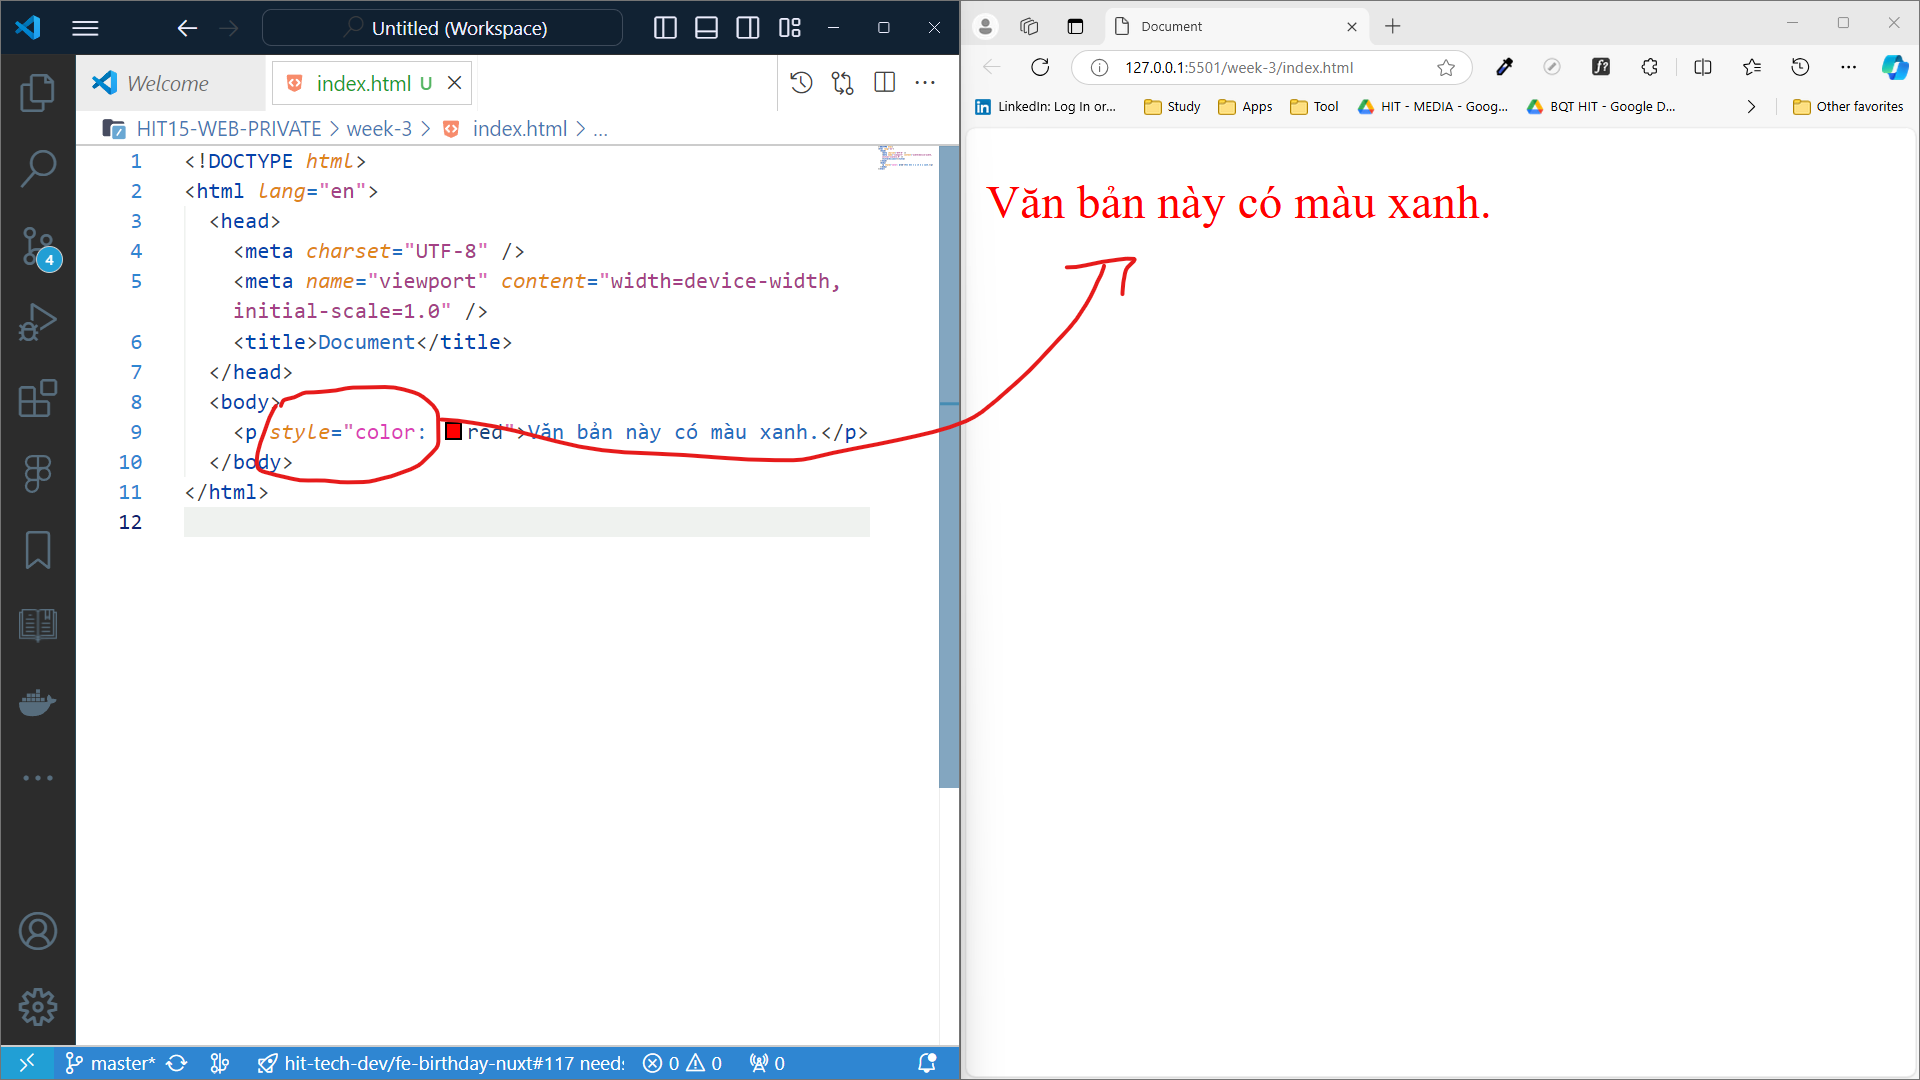 Untitled (Workspace)
Welcome
index.html U
HIT15-WEB-PRIVATE > week-3 > index.html > ...
1 <!DOCTYPE html>
2 <html lang="en">
3 <head>
4 <meta charset="UTF-8" />
5 <meta name="viewport" content="width=device-width,
initial-scale=1.0" />
6 <title>Document</title>
7 </head>
8 <body>
9 <p style="color: red">Văn bản này có màu xanh.</p>
10 </body>
11 </html>
12
4
master*
hit-tech-dev/fe-birthday-nuxt#117 needs
0 0 0
Document
127.0.0.1:5501/week-3/index.html
LinkedIn: Log In or...
Study
Apps
Tool
HIT - MEDIA - Goog...
BQT HIT - Google D...
Other favorites
Văn bản này có màu xanh.